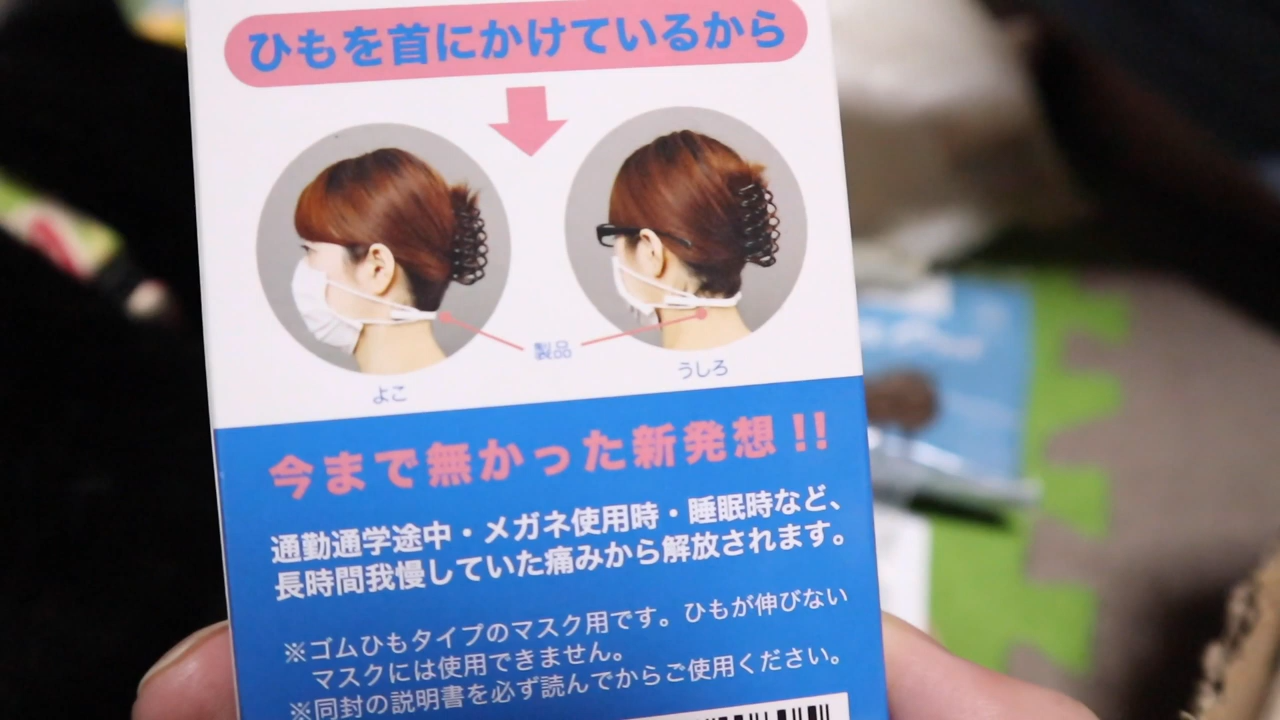 ひもを首にかけているから
製品
よこ
うしろ
今まで無かった新発想!!
通勤通学途中・メガネ使用時・睡眠時など、
長時間我慢していた痛みから解放されます。
※ゴムひもタイプのマスク用です。ひもが伸びない
マスクには使用できません。
※同封の説明書を必ず読んでからご使用ください。